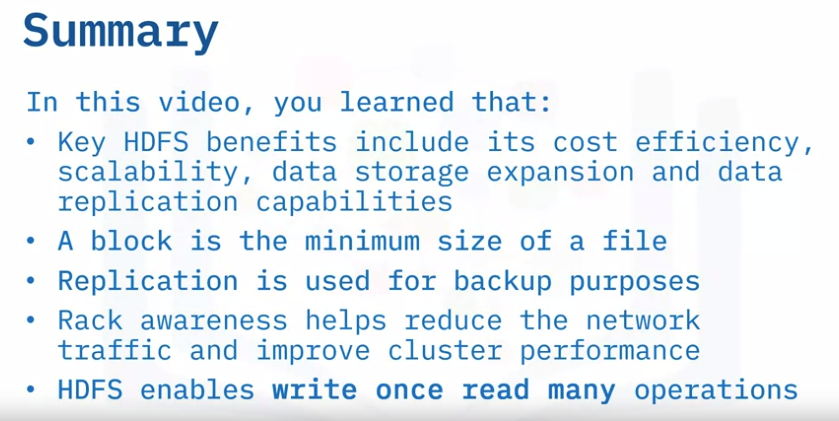 Summary
In this video, you learned that:
• Key HDFS benefits include its cost efficiency,
scalability, data storage expansion and data
replication capabilities
• A block is the minimum size of a file
• Replication is used for backup purposes
• Rack awareness helps reduce the network
traffic and improve cluster performance
• HDFS enables write once read many operations